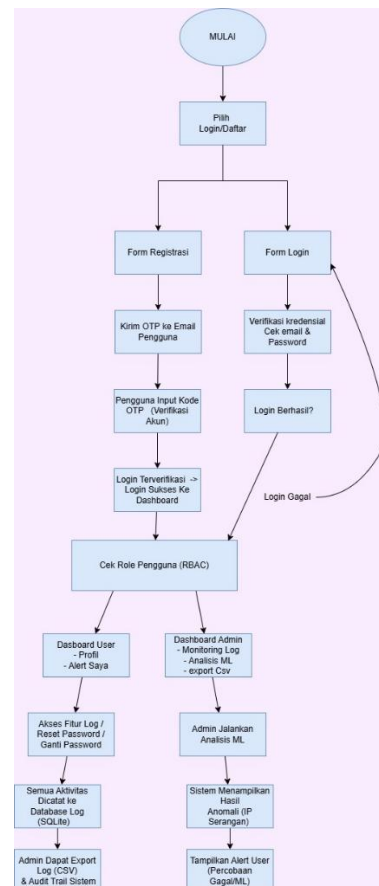 MULAI
Pilih
Login/Daftar
Form Registrasi
Form Login
Kirim OTP ke Email
Pengguna
Verifikasi kredensial
Cek email &
Password
Pengguna Input Kode
OTP (Verifikasi
Akun)
Login Berhasil?
Login Terverifikasi ->
Login Sukses Ke
Dashboard
Login Gagal
Cek Role Pengguna (RBAC)
Dasboard User
- Profil
- Alert Saya
Dashboard Admin
- Monitoring Log
- Analisis ML
- export Csv
Akses Fitur Log /
Reset Password /
Ganti Password
Admin Jalankan
Analisis ML
Semua Aktivitas
Dicatat ke
Database Log
(SQLite)
Sistem Menampilkan
Hasil
Anomali (IP
Serangan)
Admin Dapat Export
Log (CSV)
& Audit Trail Sistem
Tampilkan Alert User
(Percobaan
Gagal/ML)